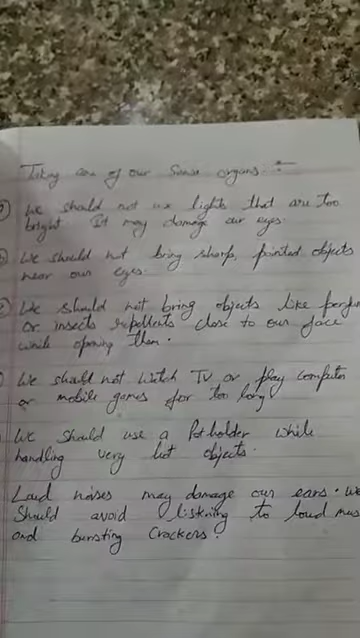 Taking care of our Sense organs :-
We should not use lights that are too
bright. It may damage our eyes.
We should not bring sharp, pointed objects
near our eyes.
We should not bring objects like perfu
or insects repellents close to our face
while opening them.
We should not watch TV or play computer
or mobile games for too long
We should use a Pot-holder while
handling very hot objects.
Loud noises may damage our ears. We
Should avoid listening to loud mus
and bursting Crackers.